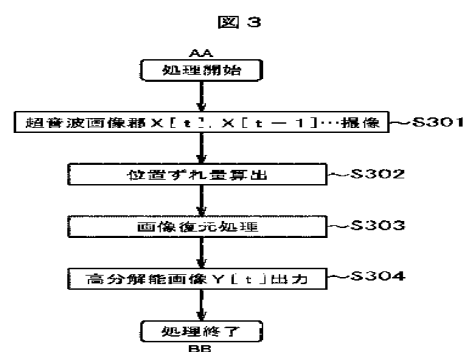 図 3
AA
処理開始
超音波画像郡X[t],X[t-1]…撮像 ~S301
位置ずれ量算出 ~S302
画像復元処理 ~S303
高分解能画像Y[t]出力 ~S304
処理終了
BB